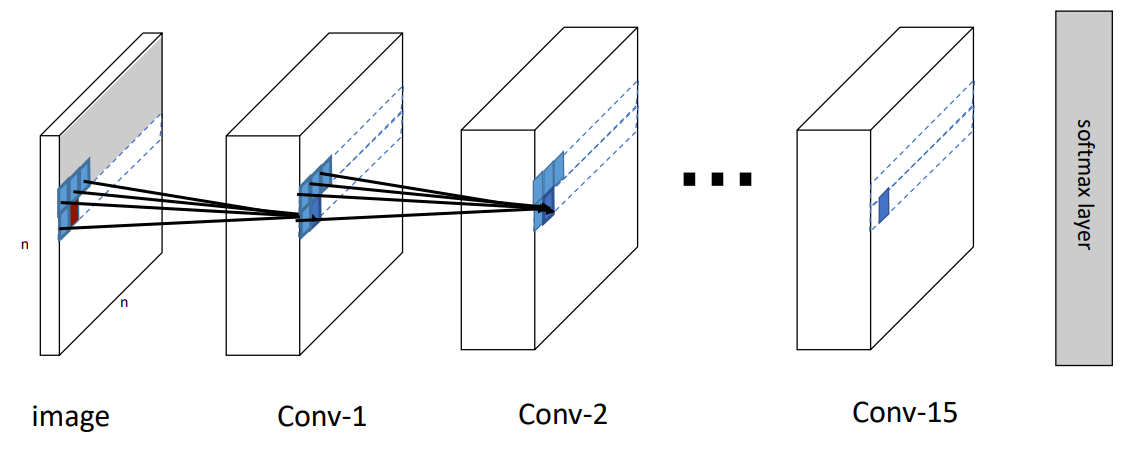 n
n
image
Conv-1
Conv-2
Conv-15
softmax layer